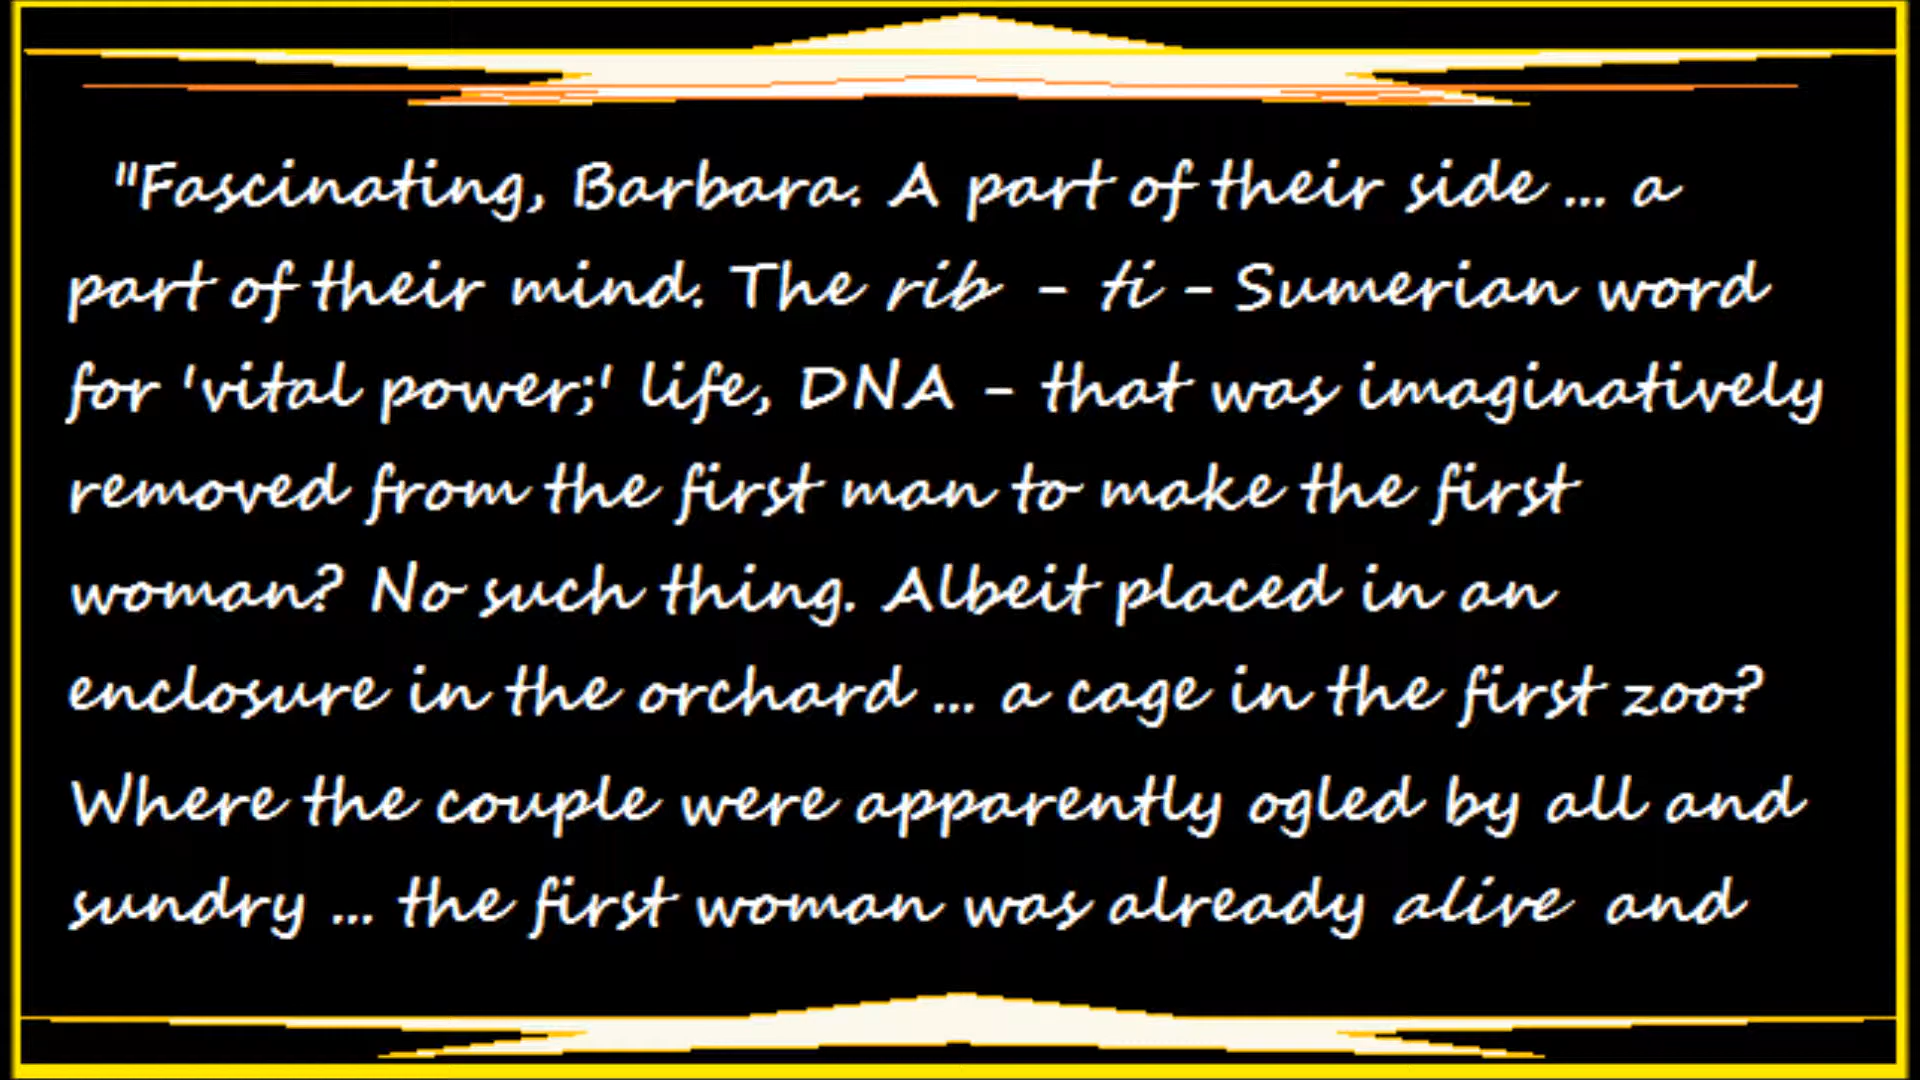 "Fascinating, Barbara. A part of their side ... a
part of their mind. The rib - ti - Sumerian word
for 'vital power;' life, DNA - that was imaginatively
removed from the first man to make the first
woman? No such thing. Albeit placed in an
enclosure in the orchard ... a cage in the first zoo?
Where the couple were apparently ogled by all and
sundry ... the first woman was already alive and